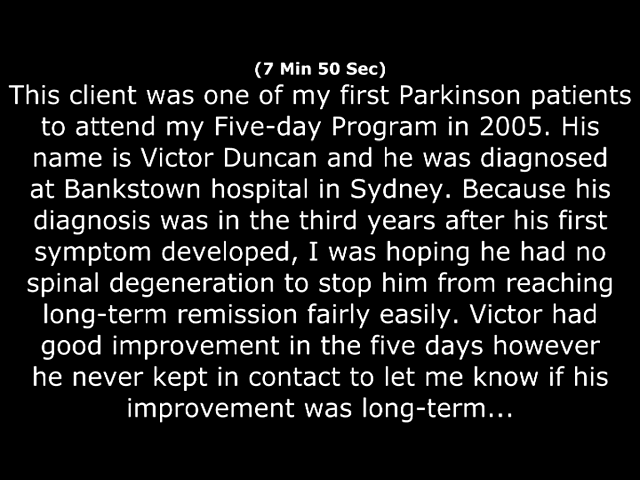 (7 Min 50 Sec)
This client was one of my first Parkinson patients
to attend my Five-day Program in 2005. His
name is Victor Duncan and he was diagnosed
at Bankstown hospital in Sydney. Because his
diagnosis was in the third years after his first
symptom developed, I was hoping he had no
spinal degeneration to stop him from reaching
long-term remission fairly easily. Victor had
good improvement in the five days however
he never kept in contact to let me know if his
improvement was long-term...